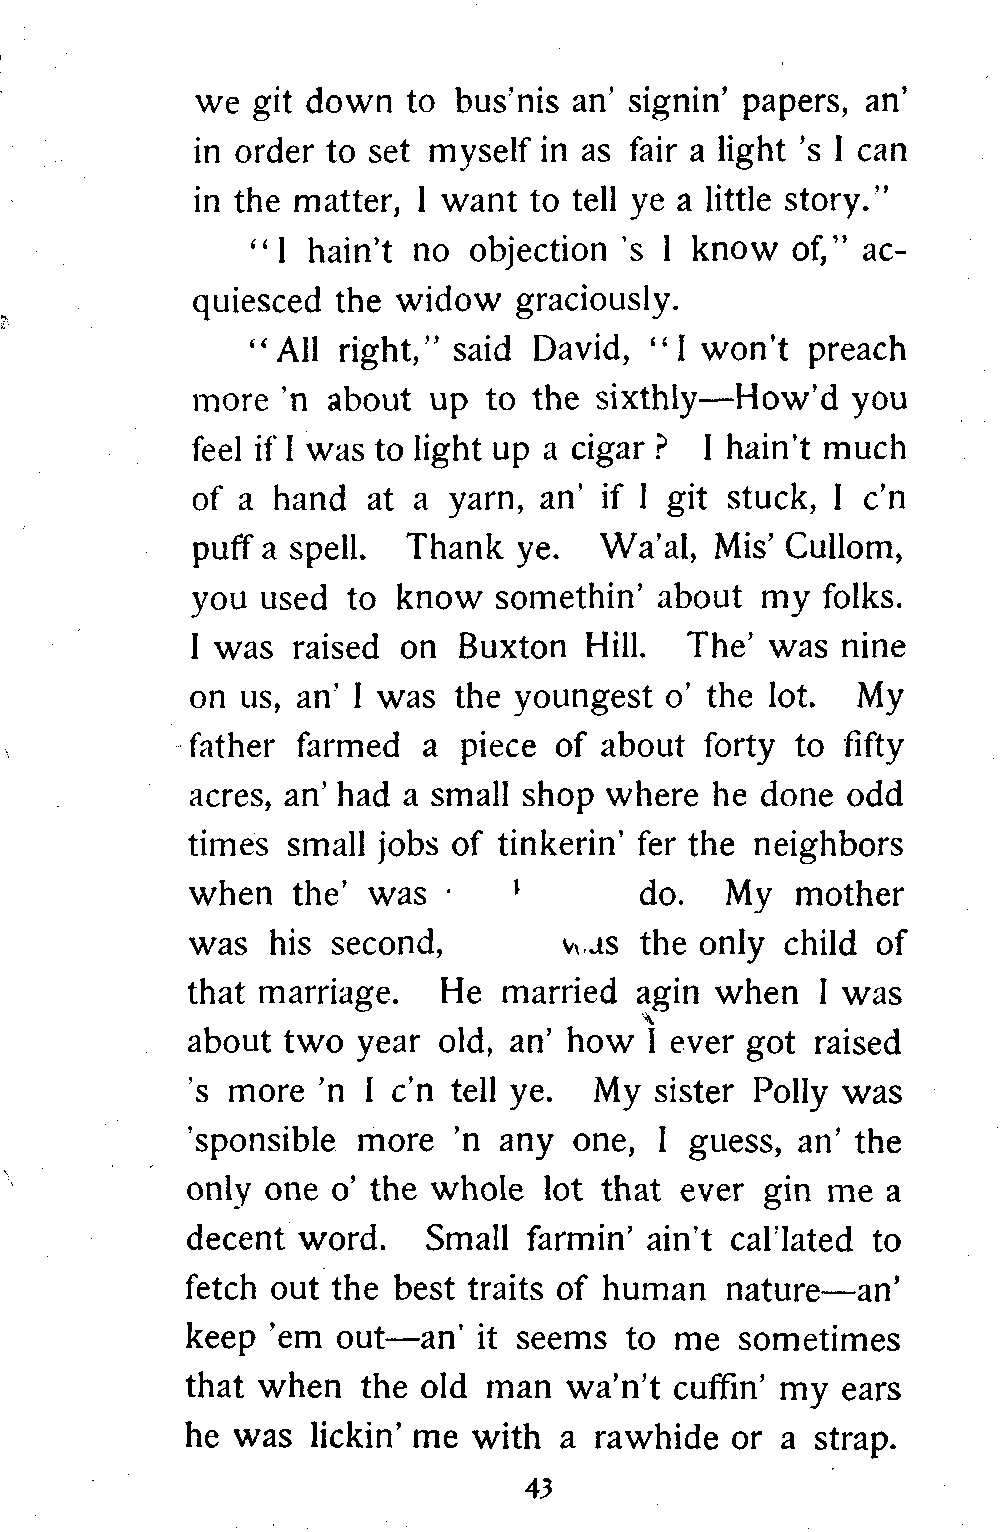 we git down to bus'nis an' signin' papers, an'
in order to set myself in as fair a light 's I can
in the matter, I want to tell ye a little story."
"I hain't no objection 's I know of," ac-
quiesced the widow graciously.
"All right," said David, "I won't preach
more 'n about up to the sixthly—How'd you
feel if I was to light up a cigar? I hain't much
of a hand at a yarn, an' if I git stuck, I c'n
puff a spell. Thank ye. Wa'al, Mis' Cullom,
you used to know somethin' about my folks.
I was raised on Buxton Hill. The' was nine
on us, an' I was the youngest o' the lot. My
father farmed a piece of about forty to fifty
acres, an' had a small shop where he done odd
times small jobs of tinkerin' fer the neighbors
when the' was do. My mother
was his second, was the only child of
that marriage. He married agin when I was
about two year old, an' how I ever got raised
's more 'n I c'n tell ye. My sister Polly was
'sponsible more 'n any one, I guess, an' the
only one o' the whole lot that ever gin me a
decent word. Small farmin' ain't cal'lated to
fetch out the best traits of human nature—an'
keep 'em out—an' it seems to me sometimes
that when the old man wa'n't cuffin' my ears
he was lickin' me with a rawhide or a strap.
43